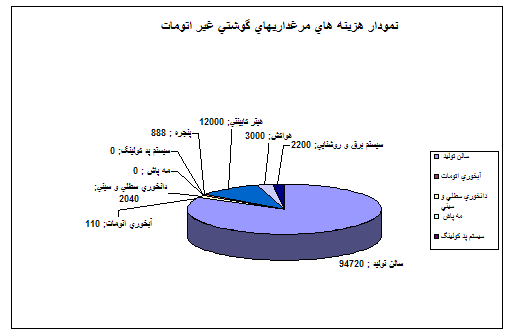 نمودار هزينه هاي مرغداريهاي گوشتي غير اتومات
هيتر كابينتي; 12000
هواكش; 3000
پنجره ; 888
سيستم برق و روشنايي; 2200
سيستم پد كولينگ; 0
مه پاش ; 0
دانخوري سطلي و سيني;
2040
آبخوري اتومات; 110
سالن توليد ; 94720
سالن توليد
آبخوري اتومات
دانخوري سطلي و
سيني
مه پاش
سيستم پد كولينگ